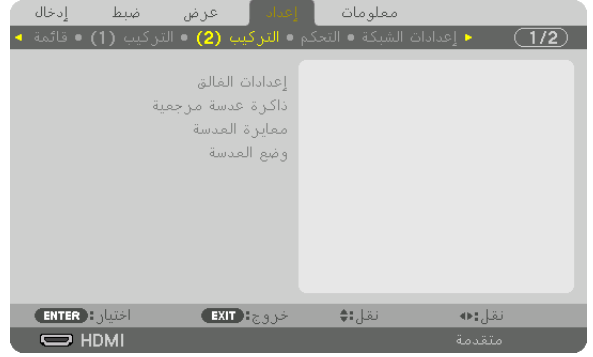 إدخال ضبط عرض إعداد معلومات
قائمة • التركيب (1) • التركيب (2) • التحكم • إعدادات الشبكة 1/2
إعدادات الغالق
ذاكرة عدسة مرجعية
معايرة العدسة
وضع العدسة
ENTER: اختيار EXIT: خروج نقل: نقل:
HDMI متقدمة